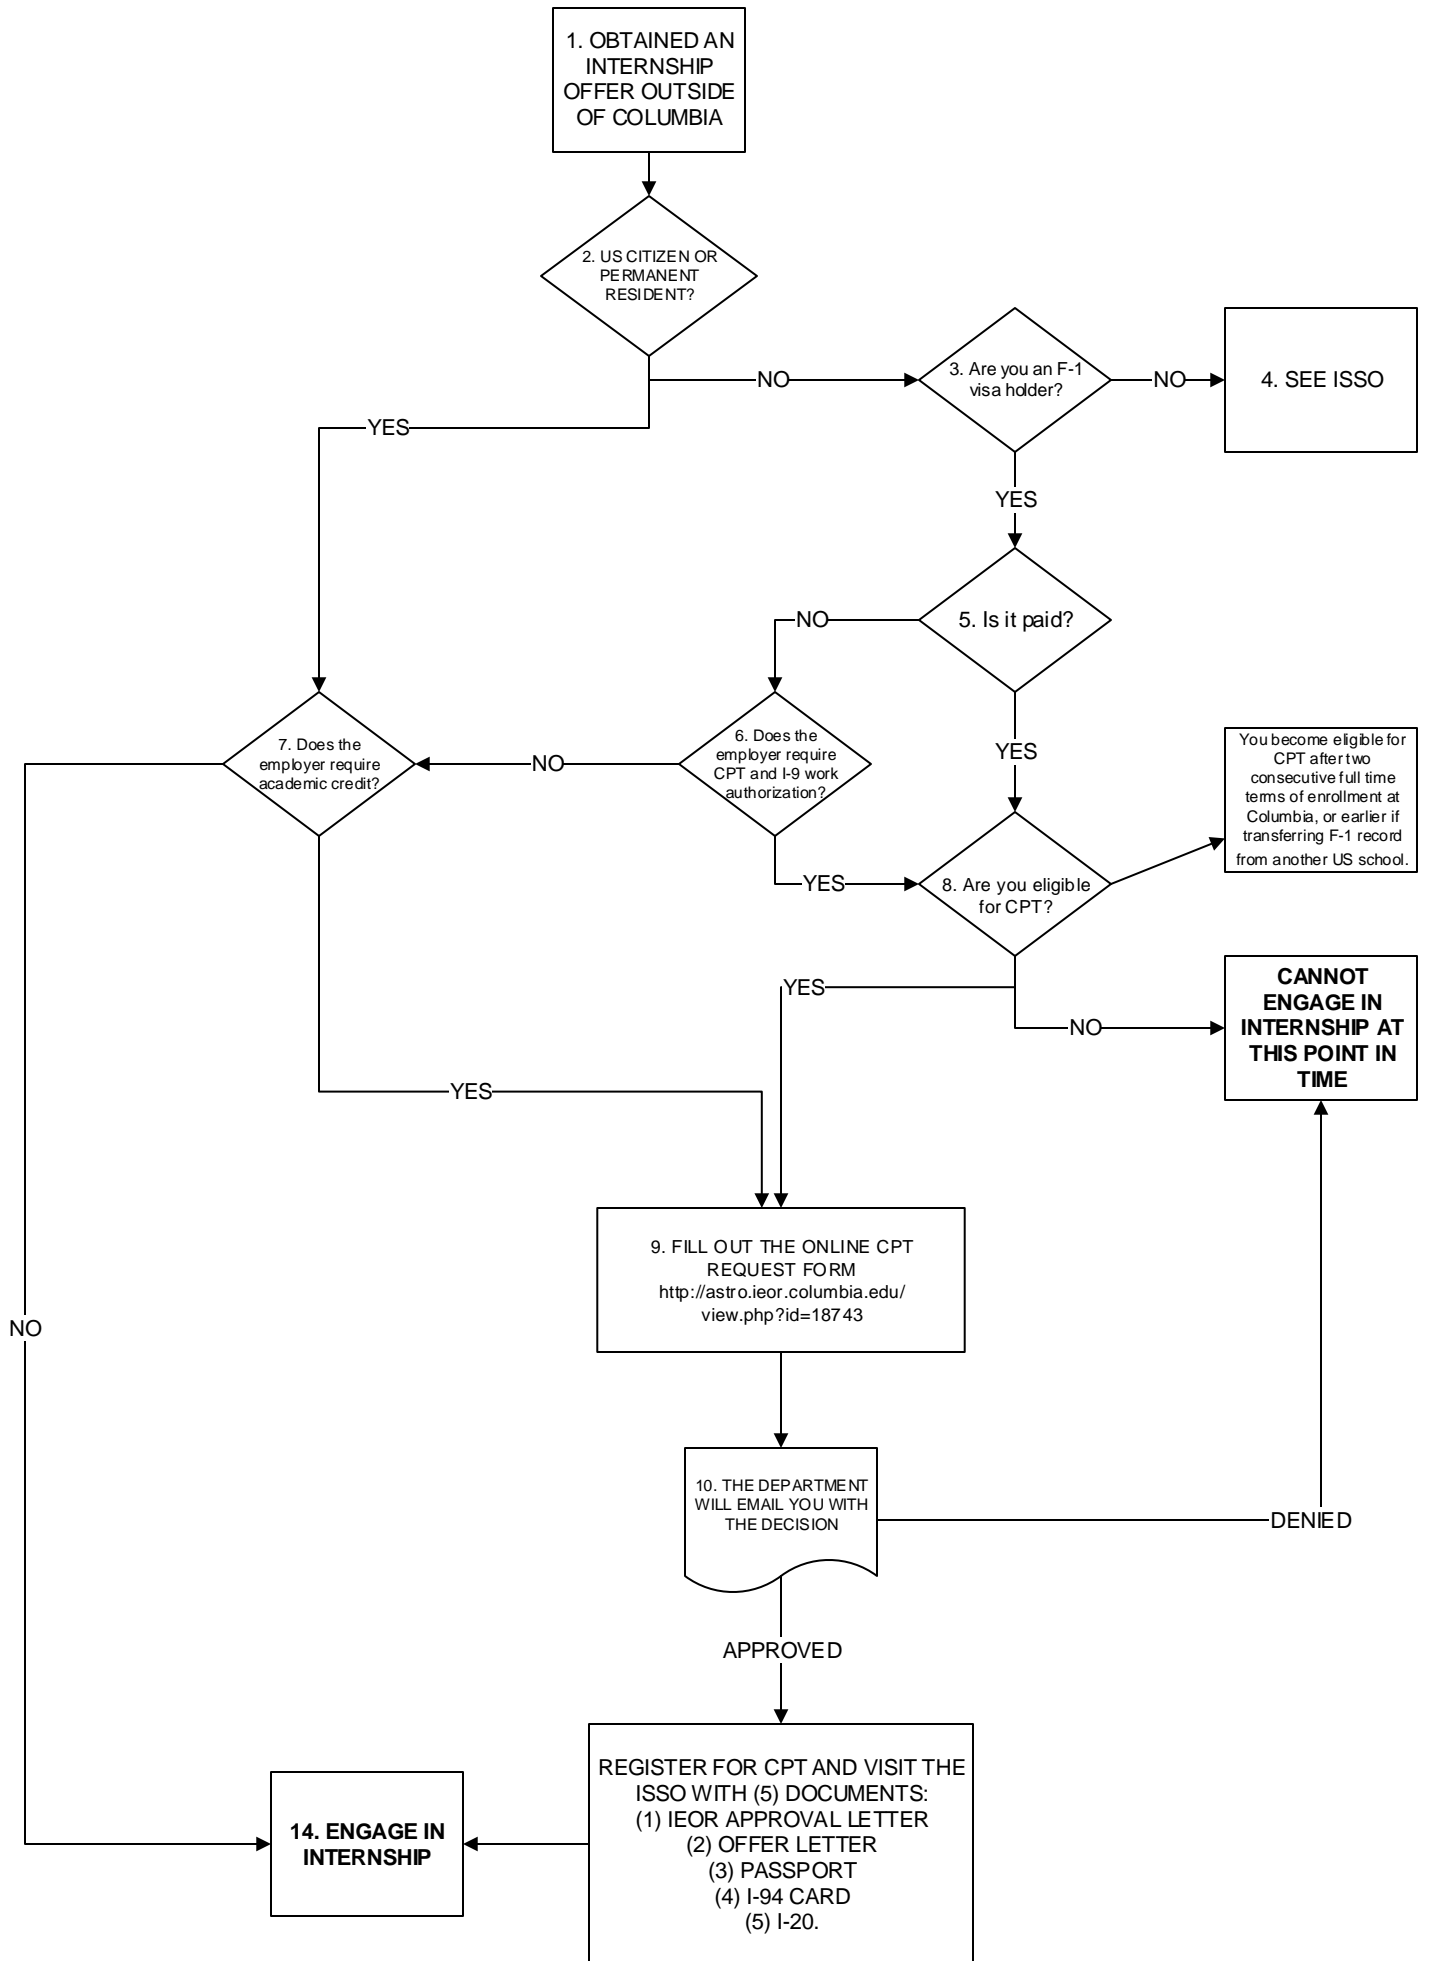 1. OBTAINED AN
INTERNSHIP
OFFER OUTSIDE
OF COLUMBIA
2. US CITIZEN OR
PERMANENT
RESIDENT?
NO
3. Are you an F-1
visa holder?
NO
4. SEE ISSO
YES
YES
5. Is it paid?
NO
7. Does the
employer require
academic credit?
NO
6. Does the
employer require
CPT and I-9 work
authorization?
YES
You become eligible for
CPT after two
consecutive full time
terms of enrollment at
Columbia, or earlier if
transferring F-1 record
from another US school.
YES
8. Are you eligible
for CPT?
YES
NO
CANNOT
ENGAGE IN
INTERNSHIP AT
THIS POINT IN
TIME
YES
9. FILL OUT THE ONLINE CPT
REQUEST FORM
http://astro.ieor.columbia.edu/
view.php?id=18743
NO
10. THE DEPARTMENT
WILL EMAIL YOU WITH
THE DECISION
DENIED
APPROVED
REGISTER FOR CPT AND VISIT THE
ISSO WITH (5) DOCUMENTS:
(1) IEOR APPROVAL LETTER
(2) OFFER LETTER
(3) PASSPORT
(4) I-94 CARD
(5) I-20.
14. ENGAGE IN
INTERNSHIP